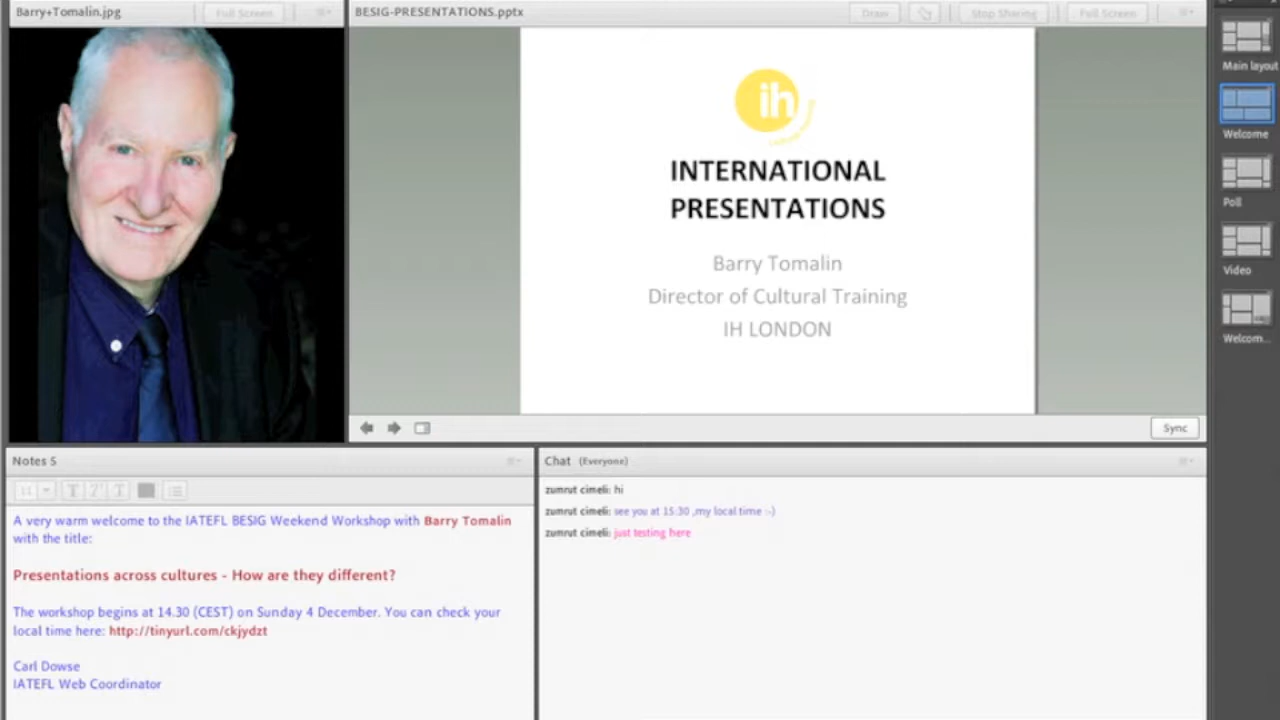 Barry+Tomalin.jpg
Full Screen
BESIG-PRESENTATIONS.pptx
Draw
Stop Sharing
Full Screen
ih
INTERNATIONAL
PRESENTATIONS
Barry Tomalin
Director of Cultural Training
IH LONDON
Sync
Main layout
Welcome
Poll
Video
Welcom...
Notes 5
11
A very warm welcome to the IATEFL BESIG Weekend Workshop with Barry Tomalin
with the title:
Presentations across cultures - How are they different?
The workshop begins at 14.30 (CEST) on Sunday 4 December. You can check your
local time here: http://tinyurl.com/ckjydzt
Carl Dowse
IATEFL Web Coordinator
Chat (Everyone)
zumrut cimeli: hi
zumrut cimeli: see you at 15:30 ,my local time :-)
zumrut cimeli: just testing here